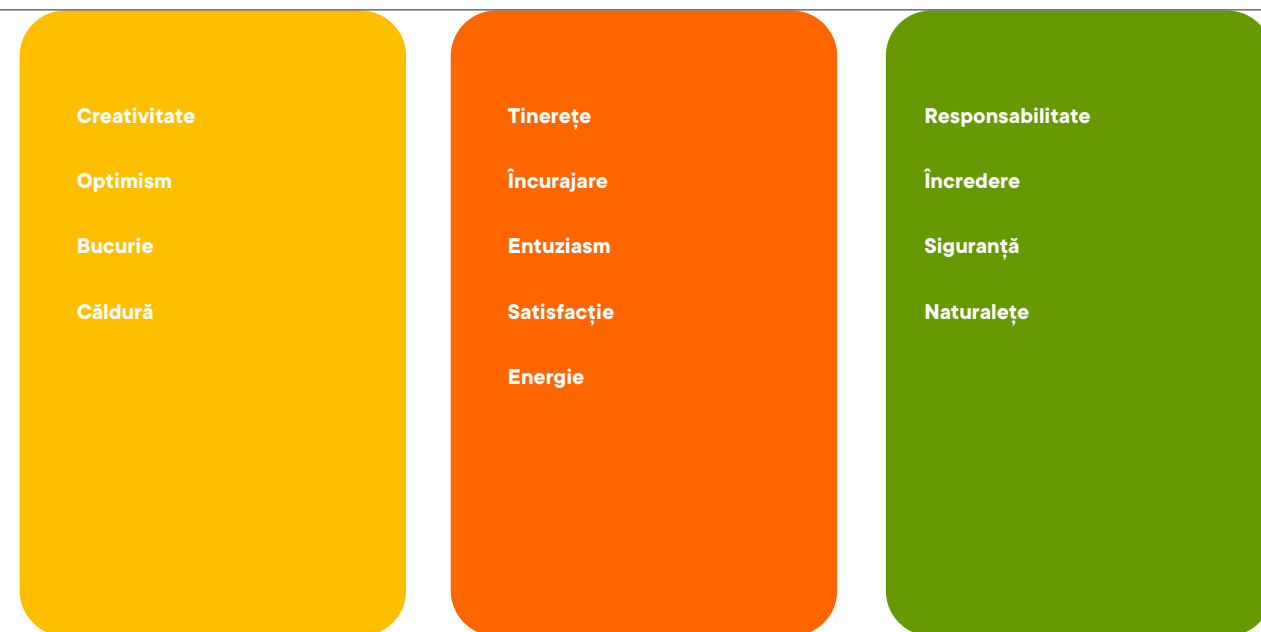 Creativitate
Optimism
Bucurie
Căldură
Tinerețe
Încurajare
Entuziasm
Satisfacție
Energie
Responsabilitate
Încredere
Siguranță
Naturalețe